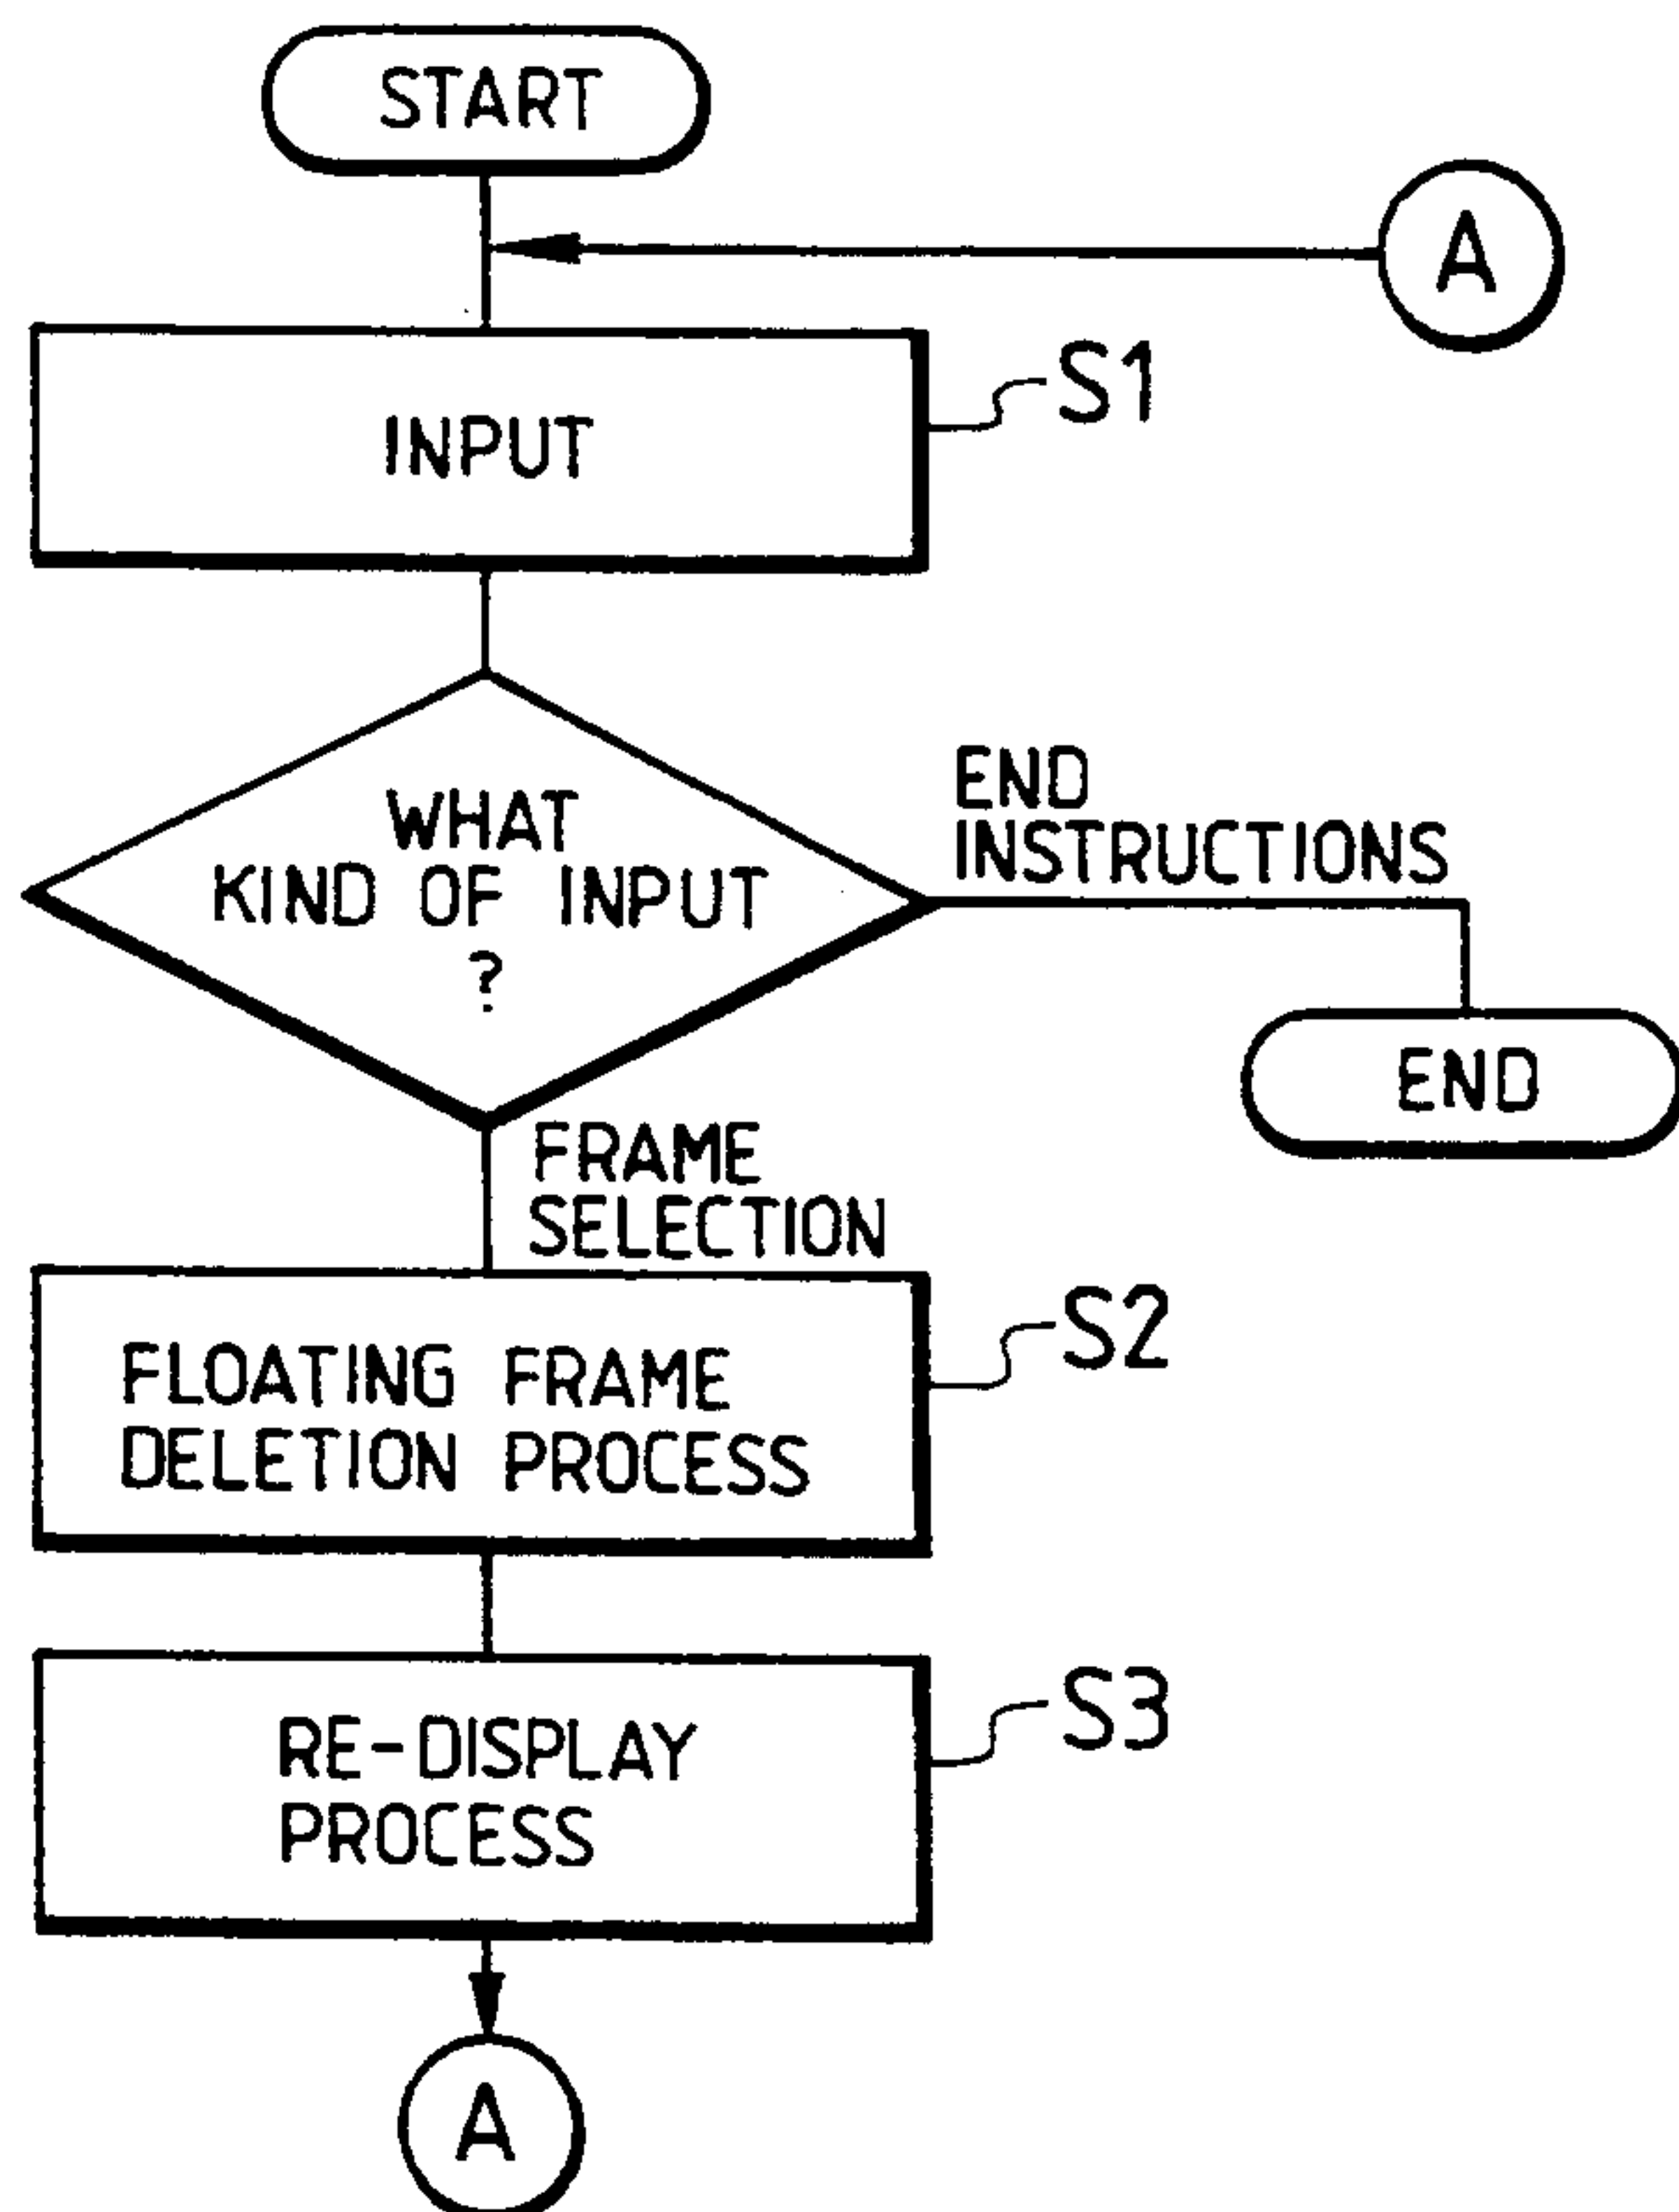 START
A
INPUT
S1
WHAT
KIND OF INPUT
?
END
INSTRUCTIONS
END
FRAME
SELECTION
FLOATING FRAME
DELETION PROCESS
S2
RE-DISPLAY
PROCESS
S3
A